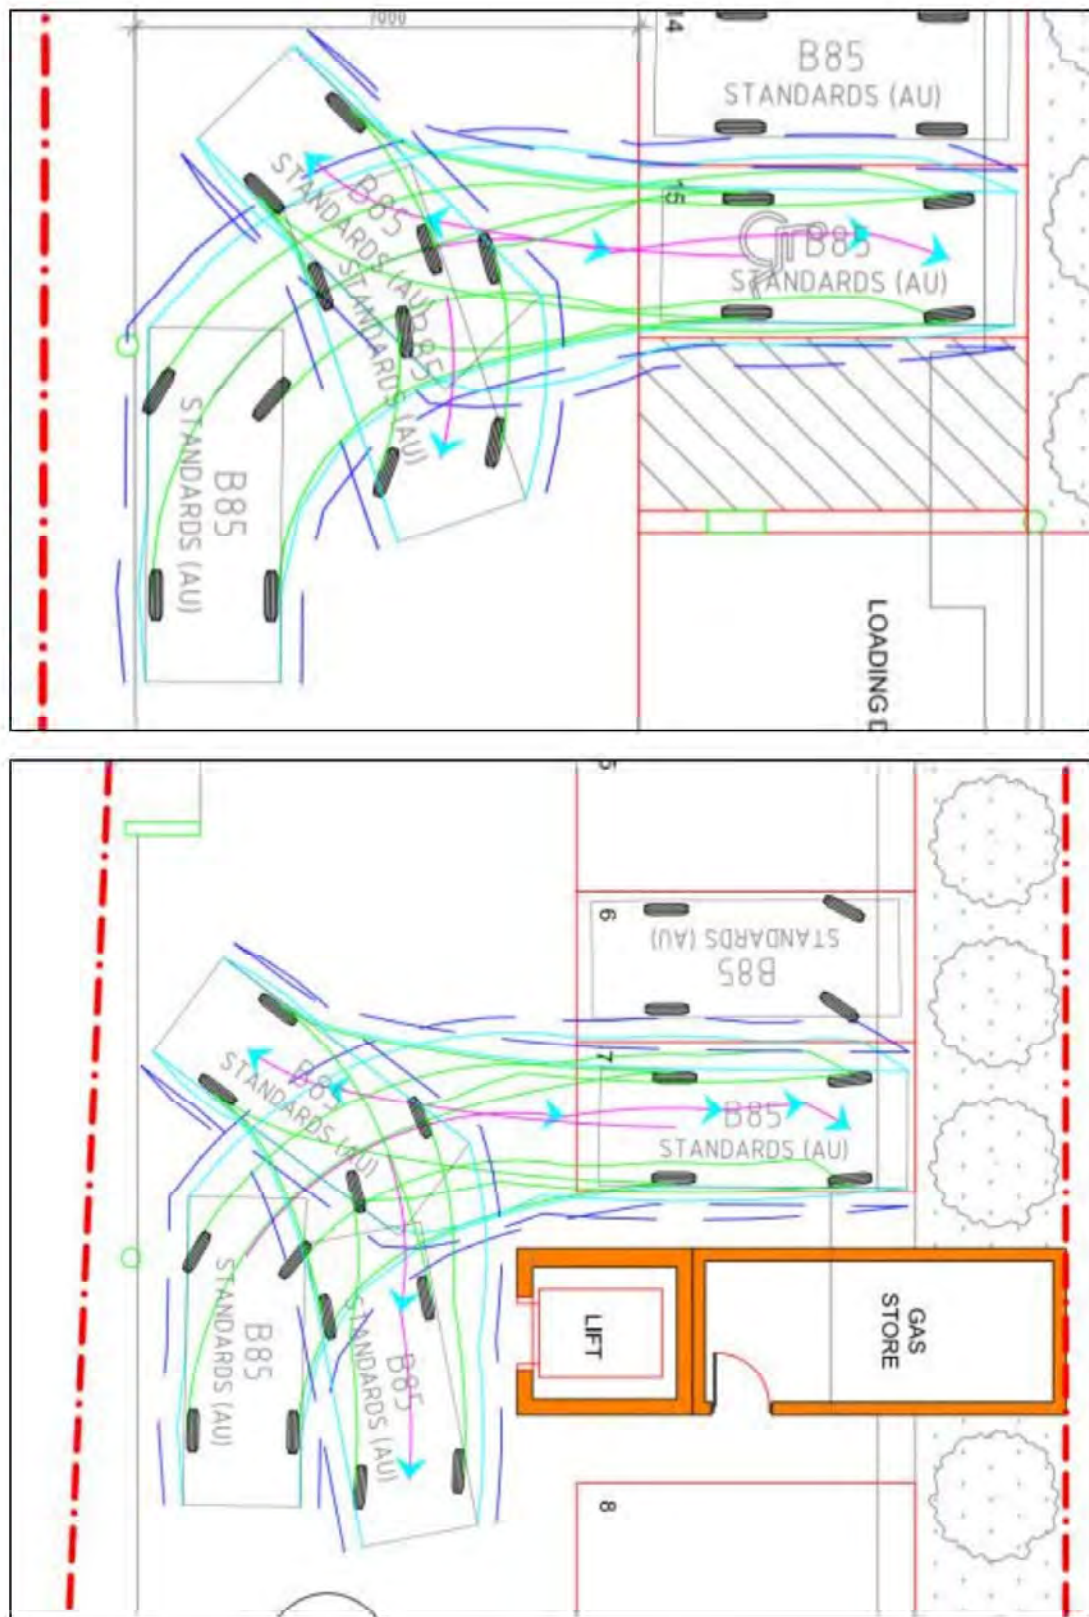 7000
14
B85
STANDARDS (AU)
15
B85
STANDARDS (AU)
B85
STANDARDS (AU)
B85
STANDARDS (AU)
B85
STANDARDS (AU)
LOADING D
5
6
B85
STANDARDS (AU)
7
B85
STANDARDS (AU)
B85
STANDARDS (AU)
B85
STANDARDS (AU)
B85
STANDARDS (AU)
LIFT
GAS
STORE
8